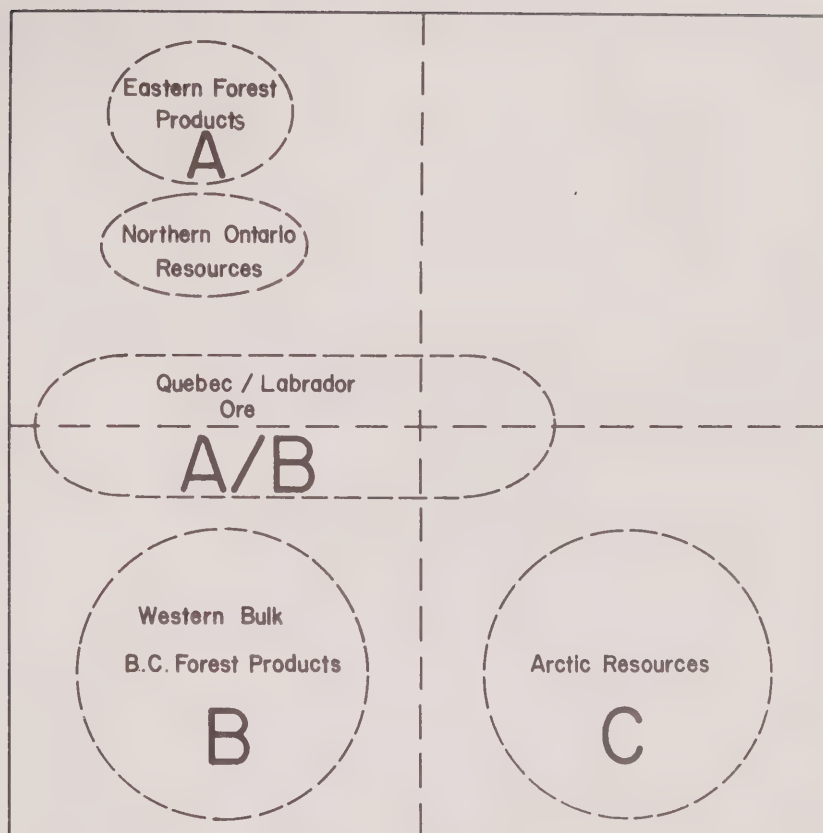 Eastern Forest
Products
A
Northern Ontario
Resources
Quebec / Labrador
Ore
A/B
Western Bulk
B.C. Forest Products
B
Arctic Resources
C